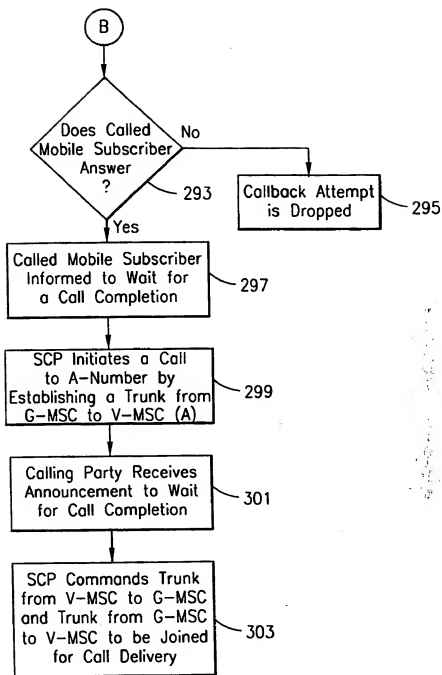 B
Does Called
Mobile Subscriber
Answer
?
No
293
Callback Attempt
is Dropped
295
Yes
Called Mobile Subscriber
Informed to Wait for
a Call Completion
297
SCP Initiates a Call
to A-Number by
Establishing a Trunk from
G-MSC to V-MSC (A)
299
Calling Party Receives
Announcement to Wait
for Call Completion
301
SCP Commands Trunk
from V-MSC to G-MSC
and Trunk from G-MSC
to V-MSC to be Joined
for Call Delivery
303